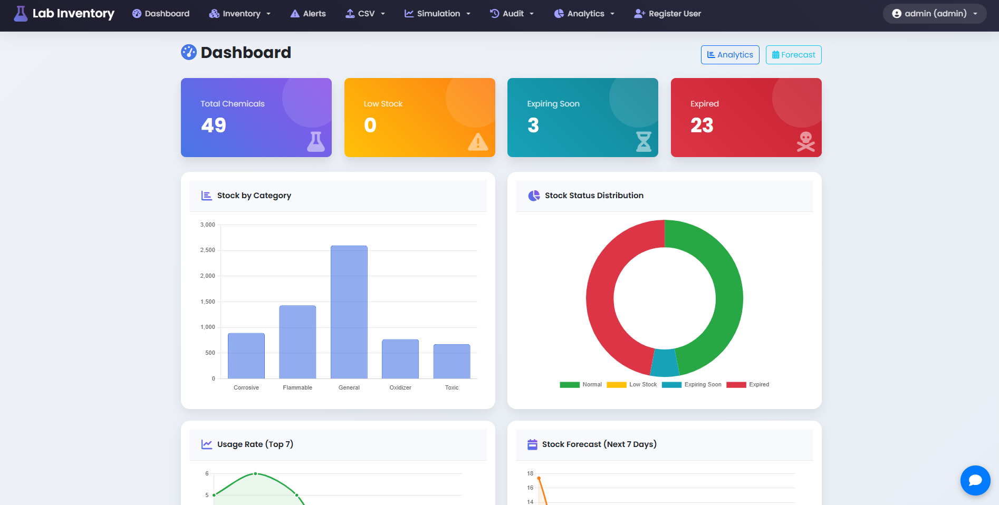 Lab Inventory Dashboard Inventory Alerts CSV Simulation Audit Analytics Register User admin (admin)
Dashboard
Analytics Forecast
Total Chemicals
49
Low Stock
0
Expiring Soon
3
Expired
23
Stock by Category
3,000
2,500
2,000
1,500
1,000
500
0
Corrosive Flammable General Oxidizer Toxic
Stock Status Distribution
Normal Low Stock Expiring Soon Expired
Usage Rate (Top 7)
6
5
Stock Forecast (Next 7 Days)
18
16
14